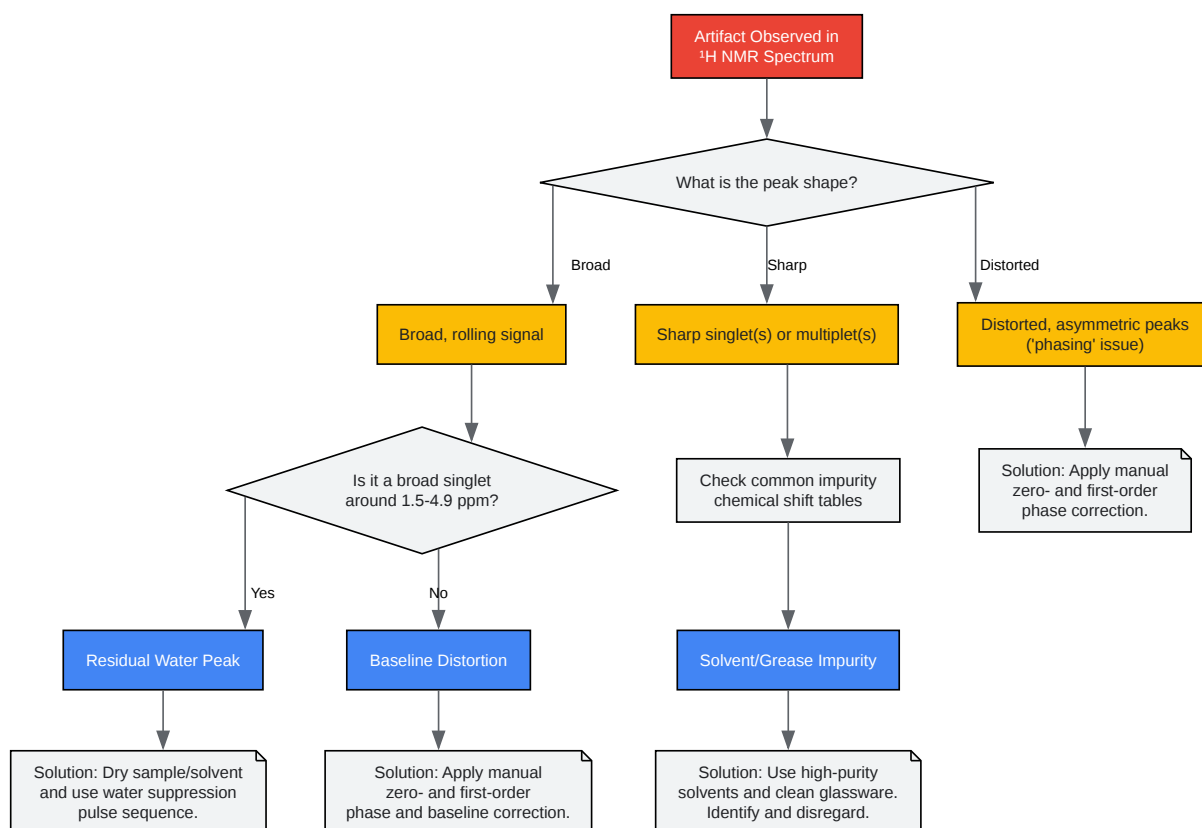 Artifact Observed in
¹H NMR Spectrum
What is the peak shape?
Broad
Sharp
Distorted
Broad, rolling signal
Sharp singlet(s) or multiplet(s)
Distorted, asymmetric peaks
('phasing' issue)
Is it a broad singlet
around 1.5-4.9 ppm?
Check common impurity
chemical shift tables
Solution: Apply manual
zero- and first-order
phase correction.
Yes
No
Residual Water Peak
Baseline Distortion
Solvent/Grease Impurity
Solution: Dry sample/solvent
and use water suppression
pulse sequence.
Solution: Apply manual
zero- and first-order
phase and baseline correction.
Solution: Use high-purity
solvents and clean glassware.
Identify and disregard.